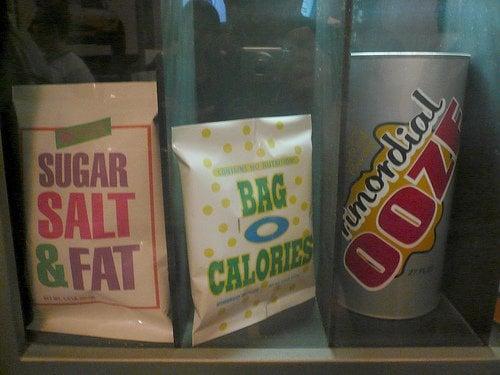 SUGAR
SALT
& FAT
CONTAINS NO NUTRITION!
BAG
O
CALORIES
primordial
OOZE